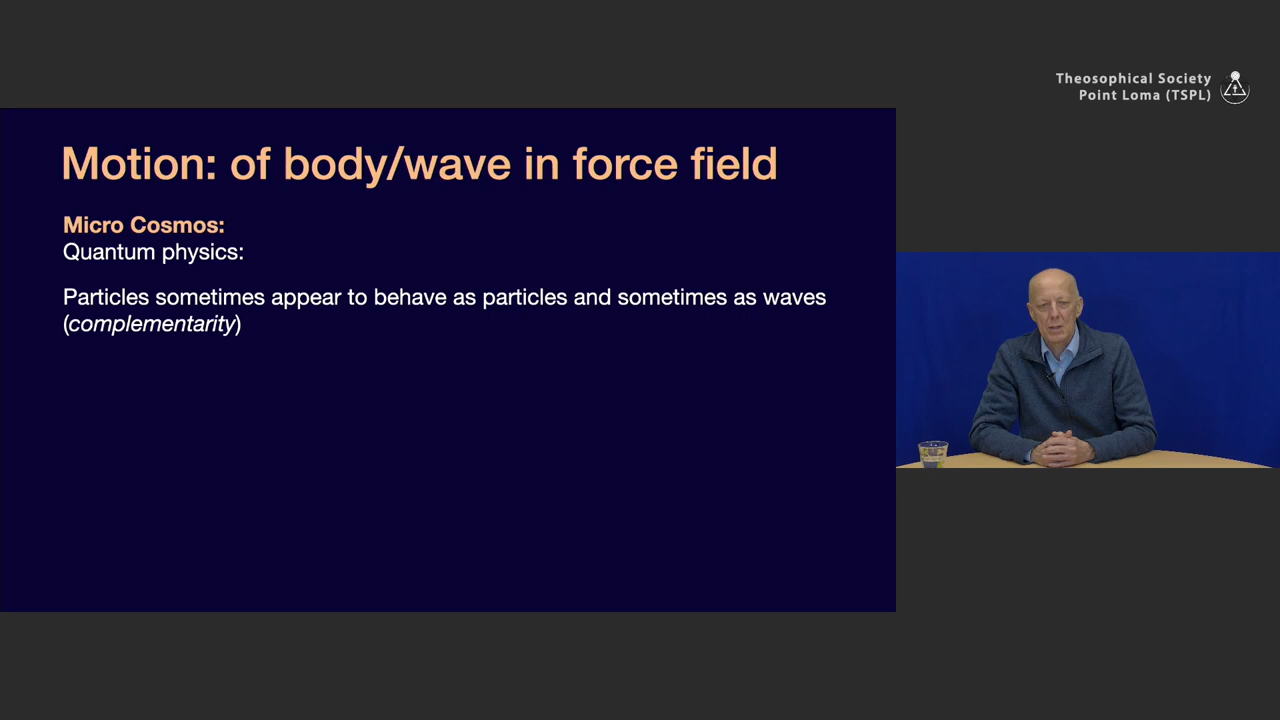 Theosophical Society
Point Loma (TSPL)
Motion: of body/wave in force field
Micro Cosmos:
Quantum physics:
Particles sometimes appear to behave as particles and sometimes as waves
(complementarity)